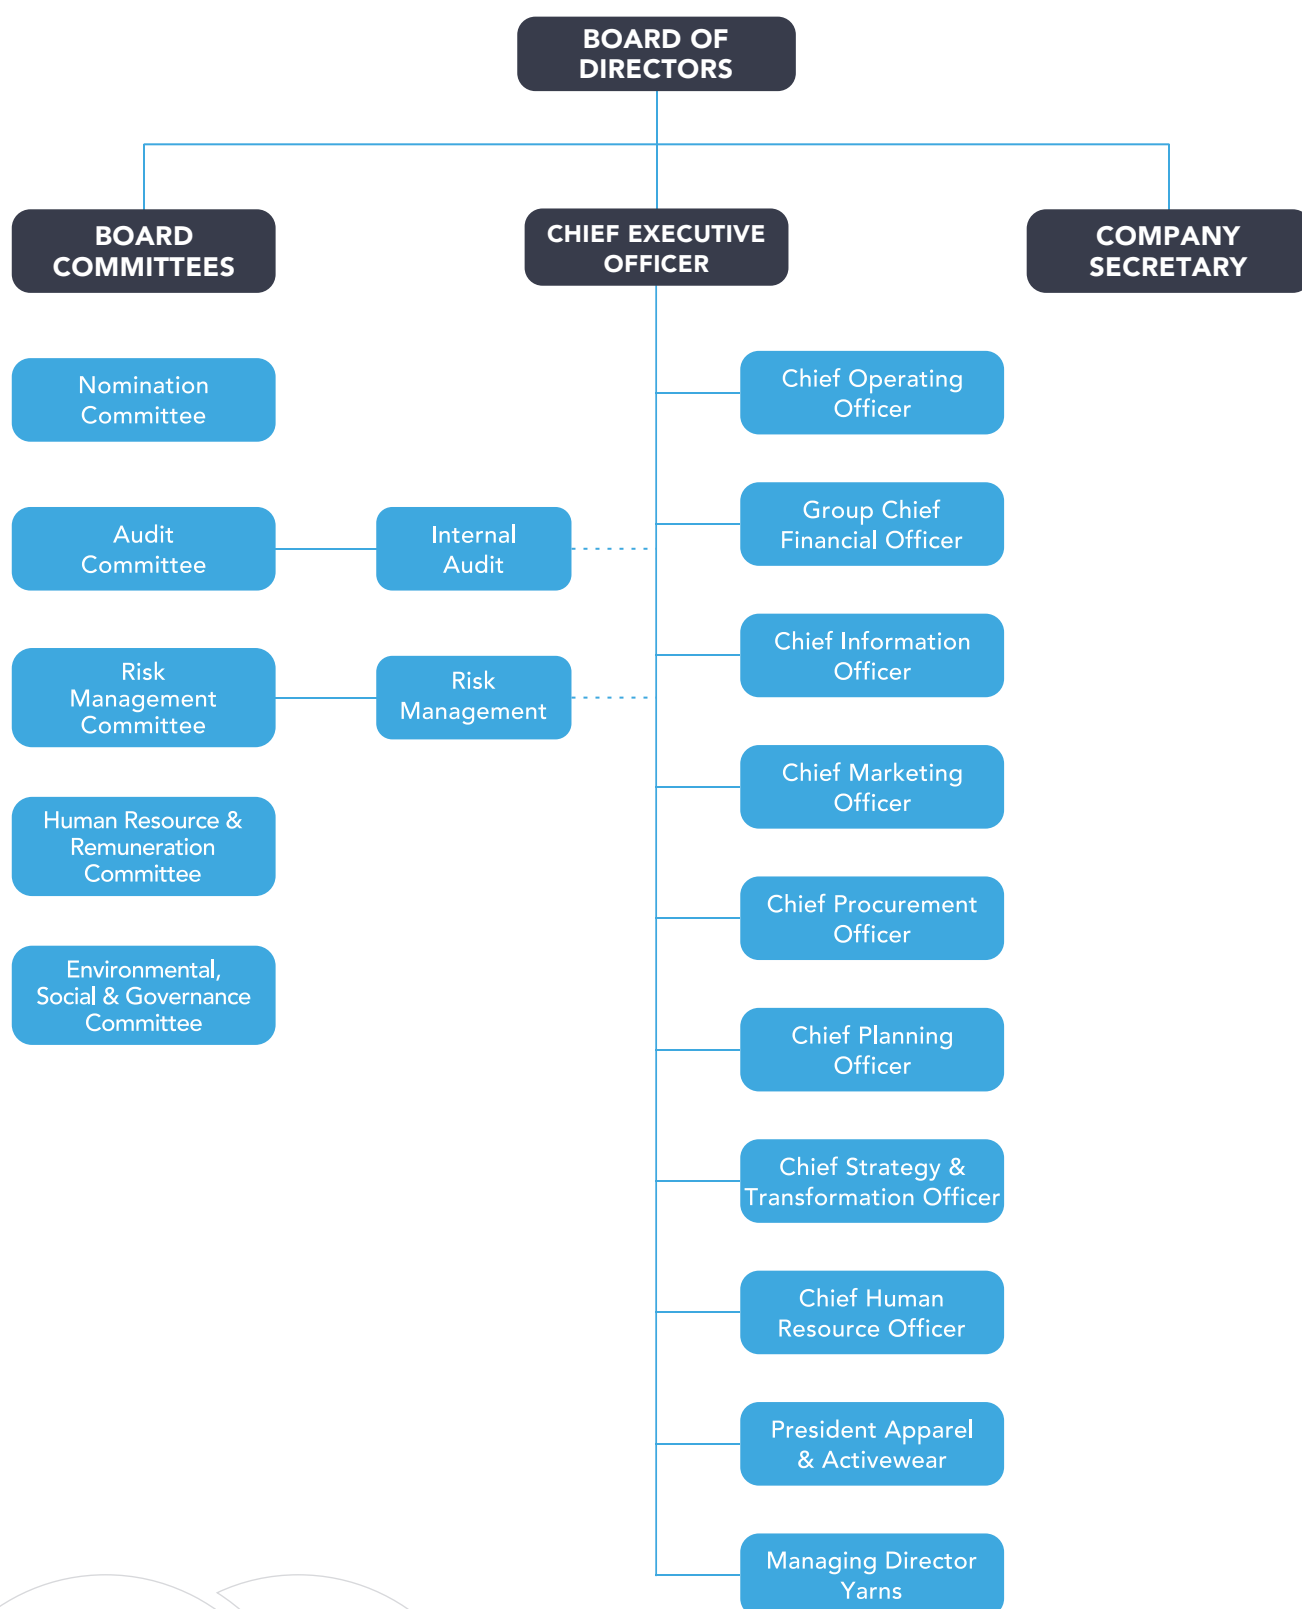 BOARD OF
DIRECTORS
BOARD
COMMITTEES
CHIEF EXECUTIVE
OFFICER
COMPANY
SECRETARY
Nomination
Committee
Audit
Committee
Internal
Audit
Risk
Management
Committee
Risk
Management
Human Resource &
Remuneration
Committee
Environmental,
Social & Governance
Committee
Chief Operating
Officer
Group Chief
Financial Officer
Chief Information
Officer
Chief Marketing
Officer
Chief Procurement
Officer
Chief Planning
Officer
Chief Strategy &
Transformation Officer
Chief Human
Resource Officer
President Apparel
& Activewear
Managing Director
Yarns